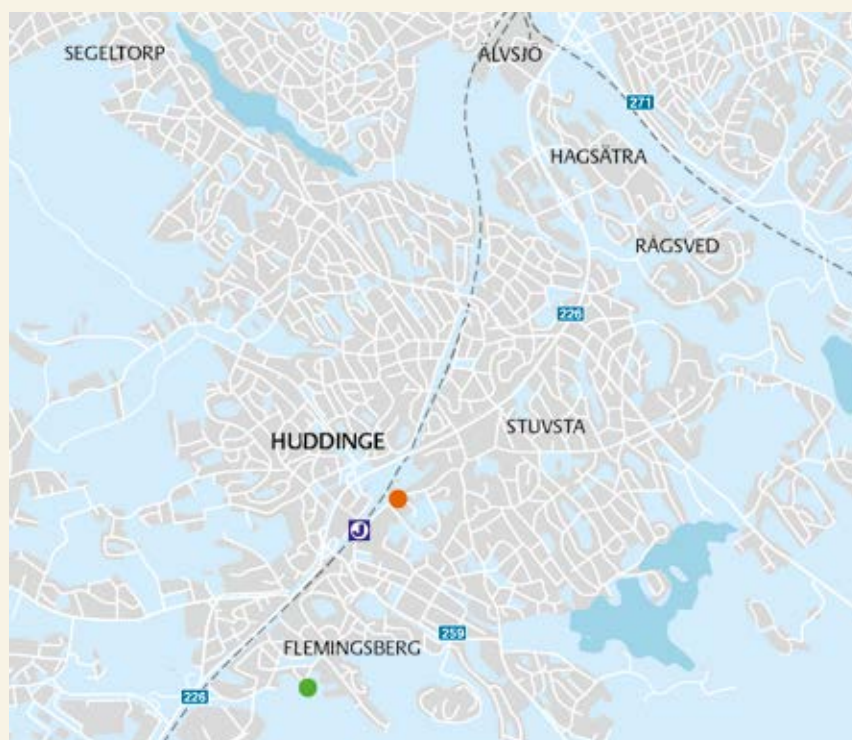 SEGELTORP
ÄLVSJÖ
271
HAGSÄTRA
RÅGSVED
226
STUVSTA
HUDDINGE
J
259
FLEMINGSBERG
226